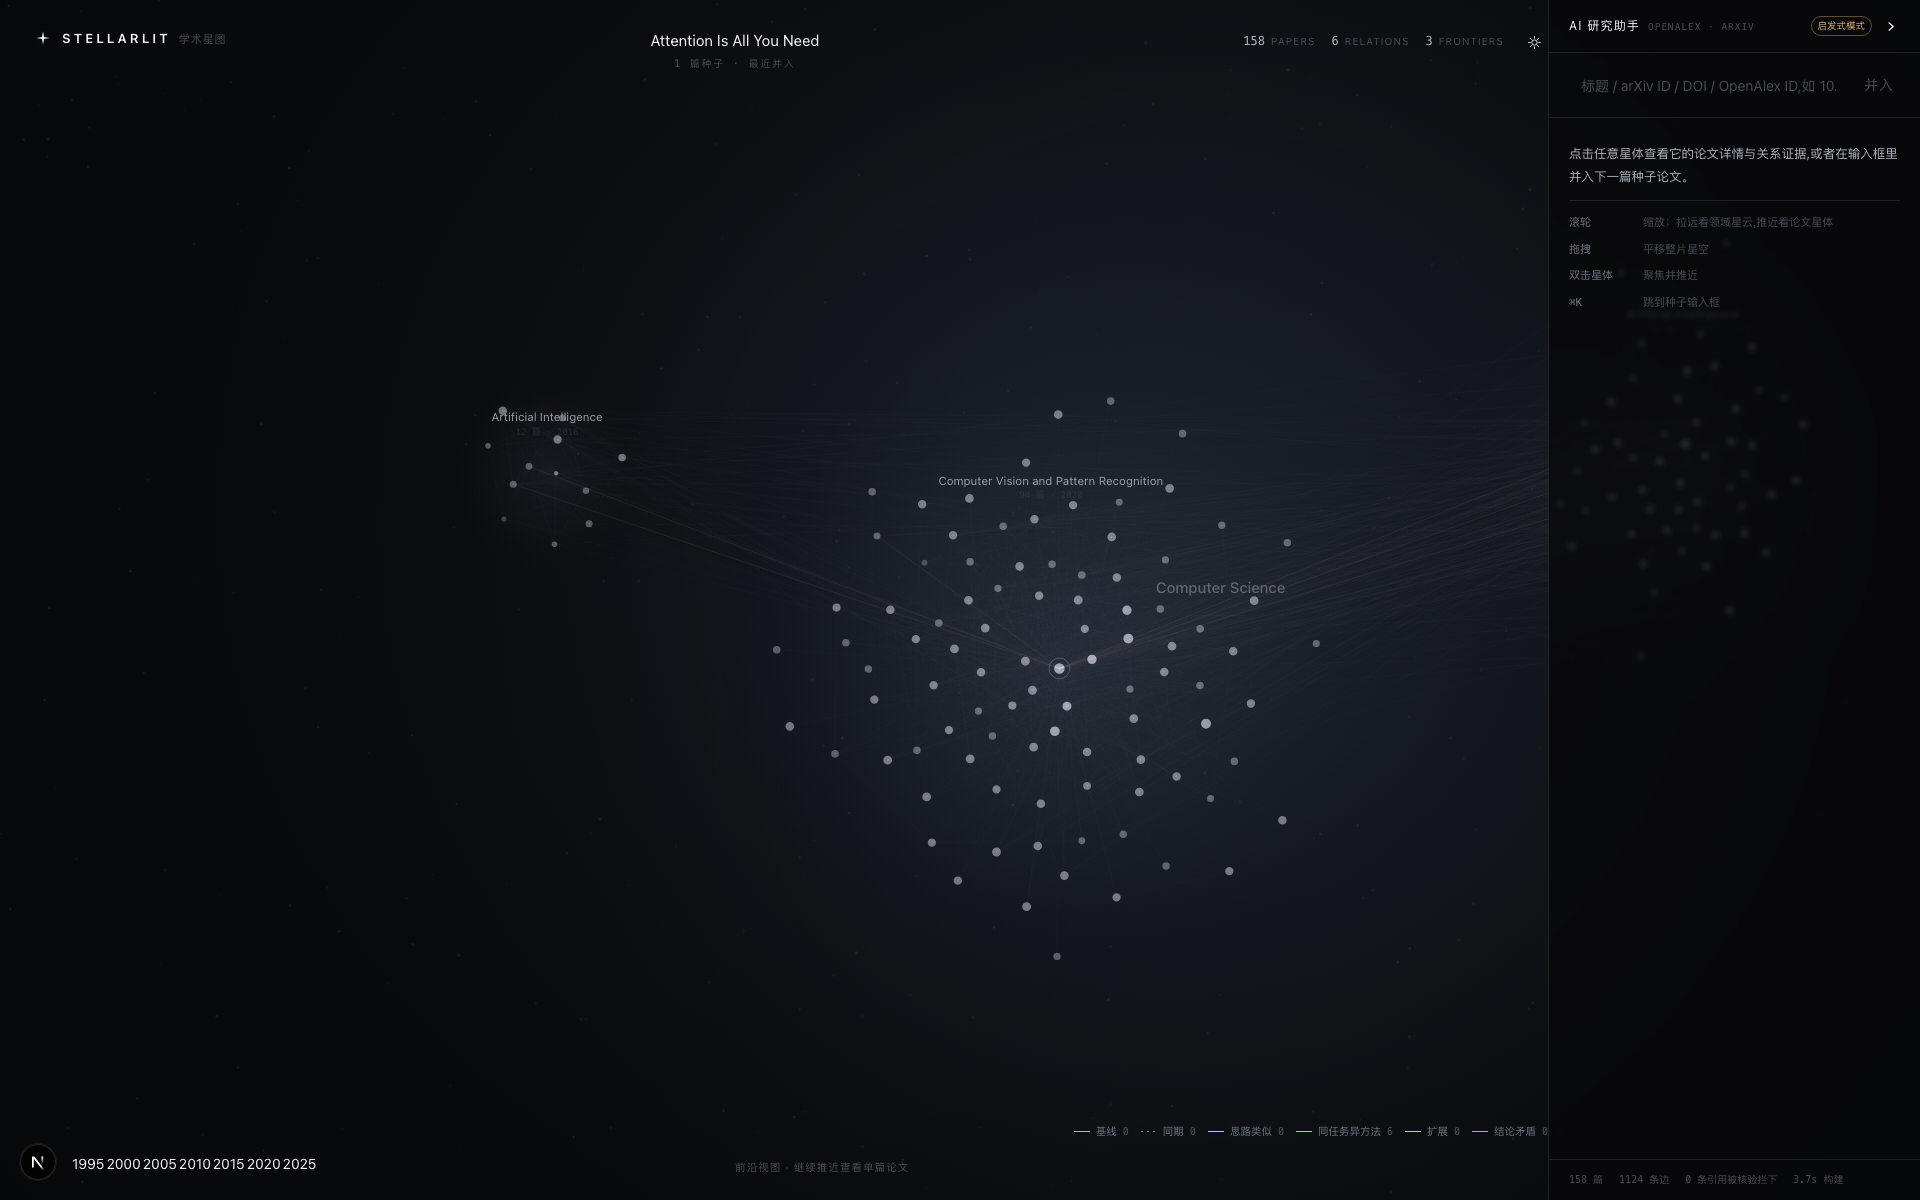 STELLARLIT 学术星图
Attention Is All You Need
1 篇种子 · 最近并入
158 PAPERS 6 RELATIONS 3 FRONTIERS
AI 研究助手 OPENALEX · ARXIV 启发式模式
标题 / arXiv ID / DOI / OpenAlex ID,如 10. 并入
点击任意星体查看它的论文详情与关系证据,或者在输入框里
并入下一篇种子论文。
滚轮 缩放；拉远看领域星云,推近看论文星体
拖拽 平移整片星空
双击星体 聚焦并推近
⌘K 跳到种子输入框
Artificial Intelligence
12 篇 · 2016
Computer Vision and Pattern Recognition
Computer Science
基线 0 同期 0 思路类似 0 同任务异方法 6 扩展 0 结论矛盾 0
N
1995 2000 2005 2010 2015 2020 2025
前沿视图 · 继续推近查看单篇论文
158 篇 1124 条边 0 条引用被核验拦下 3.7s 构建